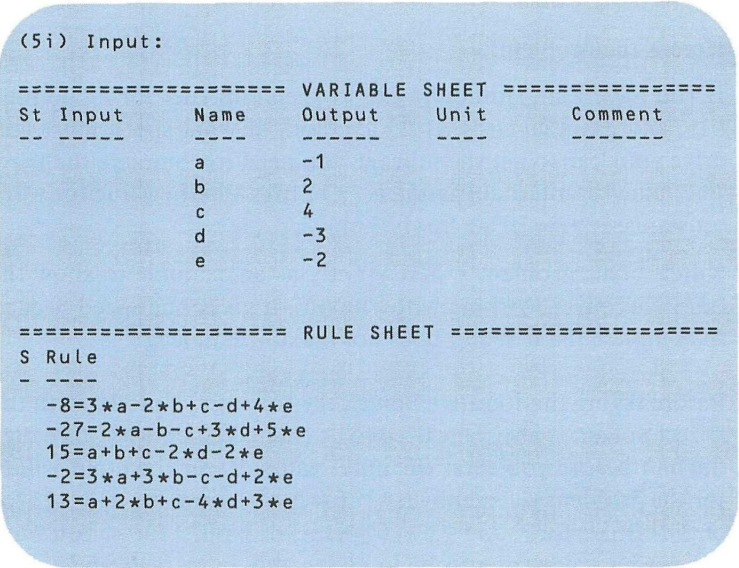 (5i) Input:
==================== VARIABLE SHEET ================
St Input Name Output Unit Comment
-- ----- ---- ------ ---- -------
a -1
b 2
c 4
d -3
e -2
==================== RULE SHEET ====================
S Rule
- ----
-8=3*a-2*b+c-d+4*e
-27=2*a-b-c+3*d+5*e
15=a+b+c-2*d-2*e
-2=3*a+3*b-c-d+2*e
13=a+2*b+c-4*d+3*e